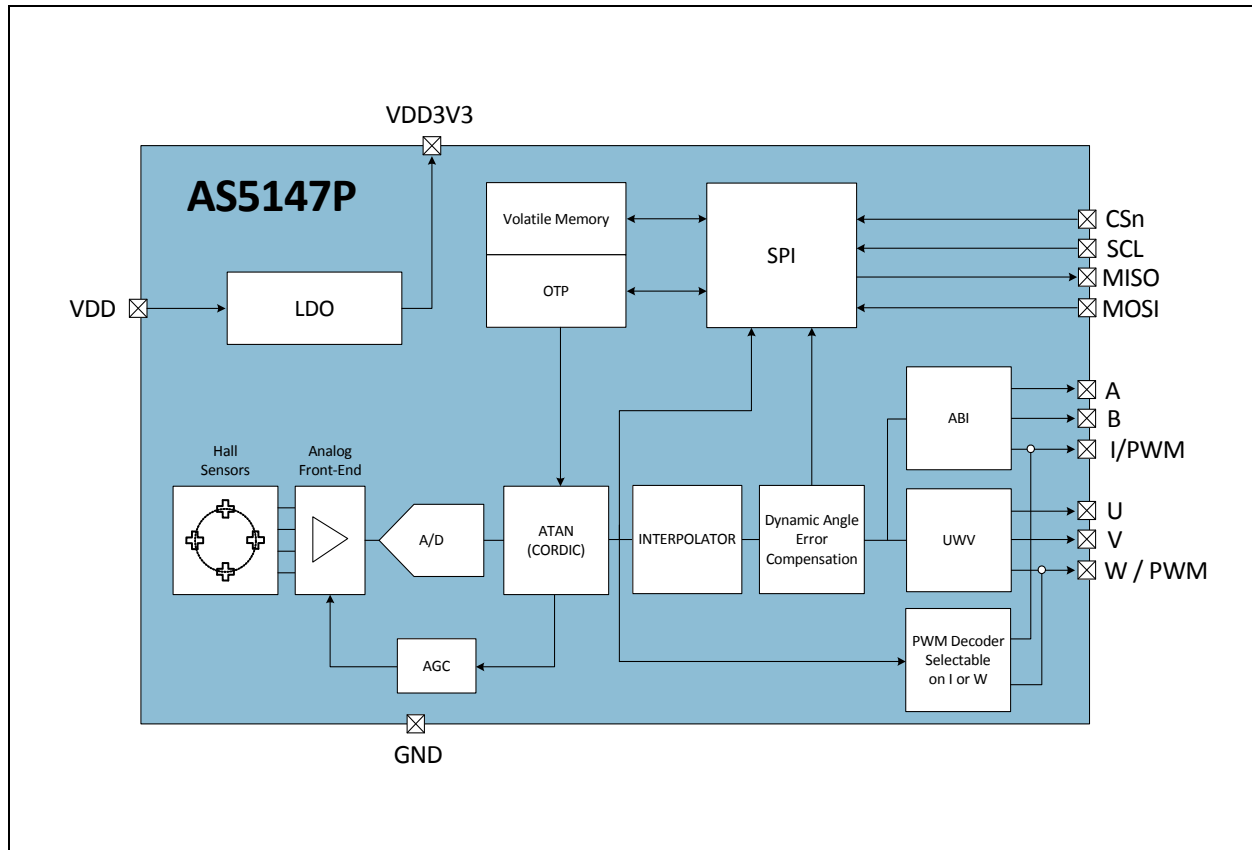 VDD3V3
AS5147P
Volatile Memory
OTP
SPI
CSn
SCL
MISO
MOSI
VDD
LDO
A
B
I/PWM
ABI
Hall
Sensors
Analog
Front-End
A/D
ATAN
(CORDIC)
INTERPOLATOR
Dynamic Angle
Error
Compensation
UWV
U
V
W / PWM
AGC
PWM Decoder
Selectable
on I or W
GND